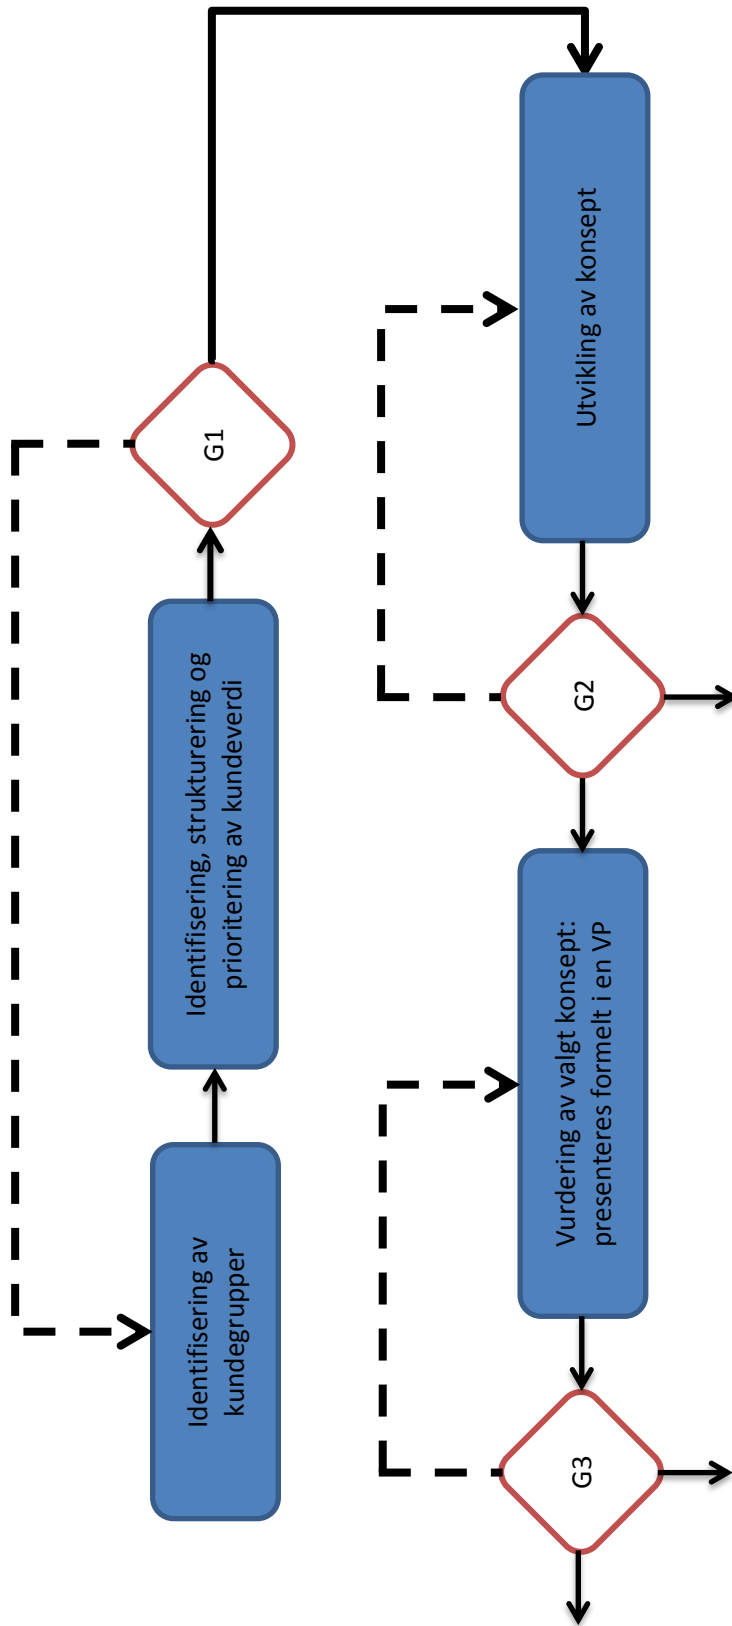 Identifisering av
kundegrupper
Identifisering, strukturering og
prioritering av kundeverdi
G1
Utvikling av konsept
G2
Vurdering av valgt konsept:
presenteres formelt i en VP
G3